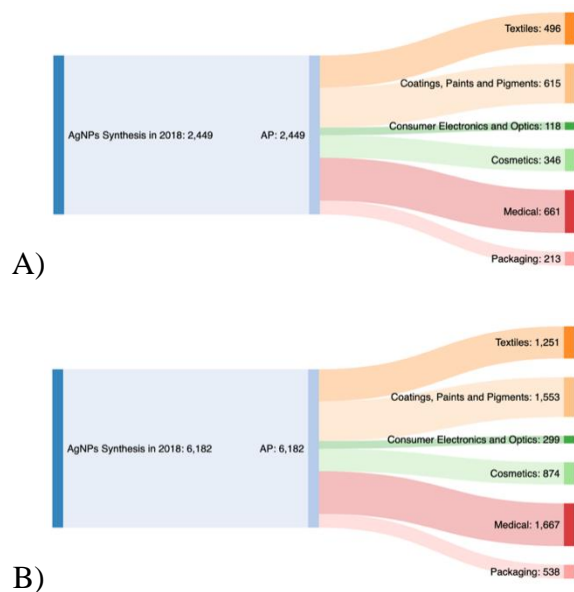 Textiles: 496
Coatings, Paints and Pigments: 615
AgNPs Synthesis in 2018: 2,449 AP: 2,449 Consumer Electronics and Optics: 118
Cosmetics: 346
Medical: 661
Packaging: 213
A)
Textiles: 1,251
Coatings, Paints and Pigments: 1,553
AgNPs Synthesis in 2018: 6,182 AP: 6,182 Consumer Electronics and Optics: 299
Cosmetics: 874
Medical: 1,667
Packaging: 538
B)